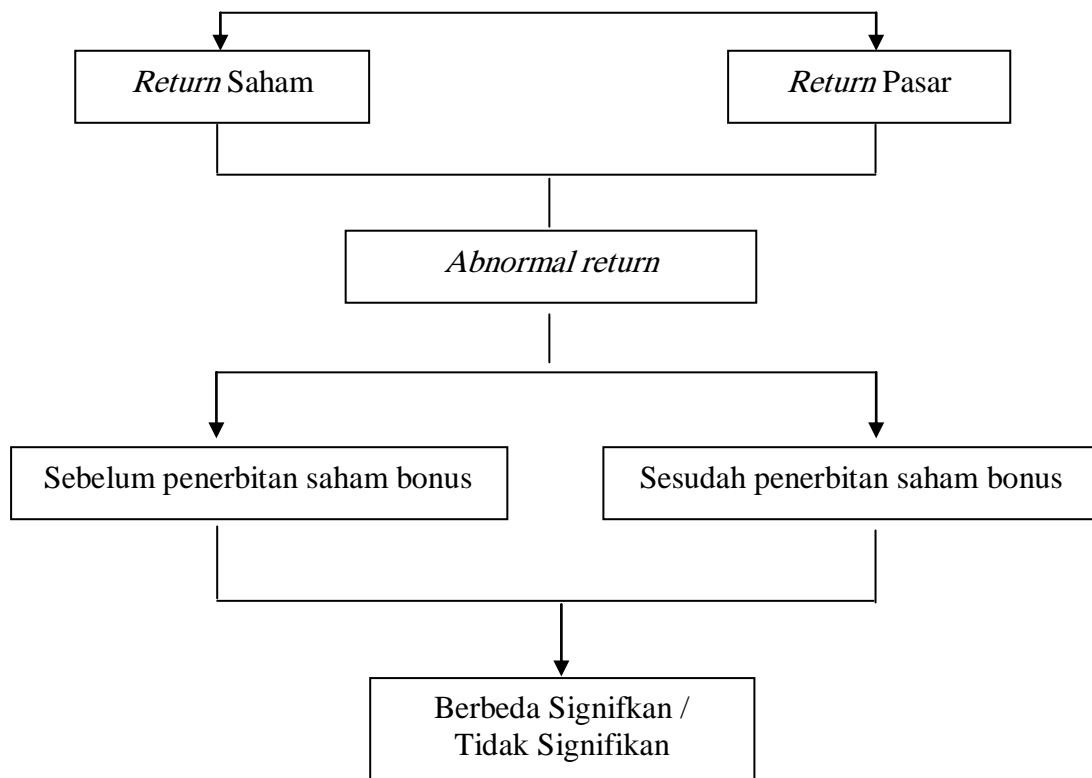 Return Saham
Return Pasar
Abnormal return
Sebelum penerbitan saham bonus
Sesudah penerbitan saham bonus
Berbeda Signifkan /
Tidak Signifikan